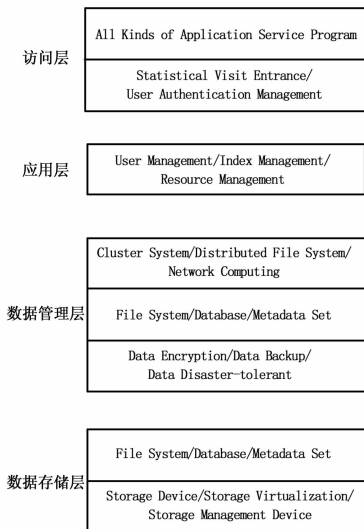 访问层
All Kinds of Application Service Program
Statistical Visit Entrance/
User Authentication Management
应用层
User Management/Index Management/
Resource Management
数据管理层
Cluster System/Distributed File System/
Network Computing
File System/Database/Metadata Set
Data Encryption/Data Backup/
Data Disaster-tolerant
数据存储层
File System/Database/Metadata Set
Storage Device/Storage Virtualization/
Storage Management Device